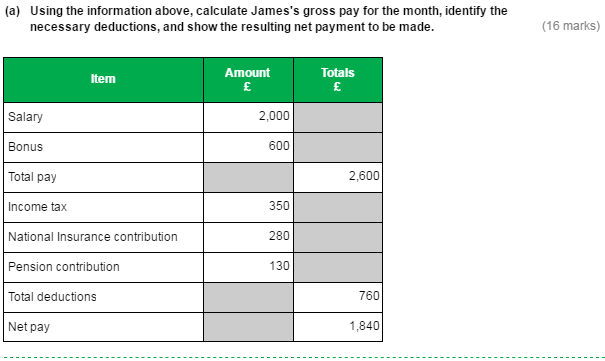 (a) Using the information above, calculate James's gross pay for the month, identify the
necessary deductions, and show the resulting net payment to be made. (16 marks)
Item Amount £ Totals £
Salary 2,000
Bonus 600
Total pay 2,600
Income tax 350
National Insurance contribution 280
Pension contribution 130
Total deductions 760
Net pay 1,840